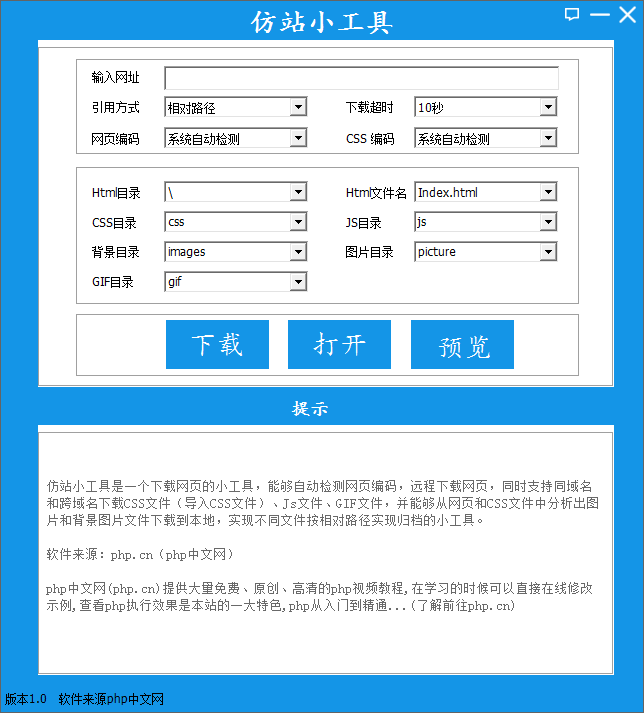 仿站小工具
输入网址
引用方式 相对路径 下载超时 10秒
网页编码 系统自动检测 CSS 编码 系统自动检测
Html目录 \ Html文件名 Index.html
CSS目录 css JS目录 js
背景目录 images 图片目录 picture
GIF目录 gif
下载 打开 预览
提示
仿站小工具是一个下载网页的小工具，能够自动检测网页编码，远程下载网页，同时支持同域名
和跨域名下载CSS文件（导入CSS文件）、Js文件、GIF文件，并能够从网页和CSS文件中分析出图
片和背景图片文件下载到本地，实现不同文件按相对路径实现归档的小工具。
软件来源：php.cn（php中文网）
php中文网(php.cn)提供大量免费、原创、高清的php视频教程,在学习的时候可以直接在线修改
示例,查看php执行效果是本站的一大特色,php从入门到精通...(了解前往php.cn)
版本1.0 软件来源php中文网